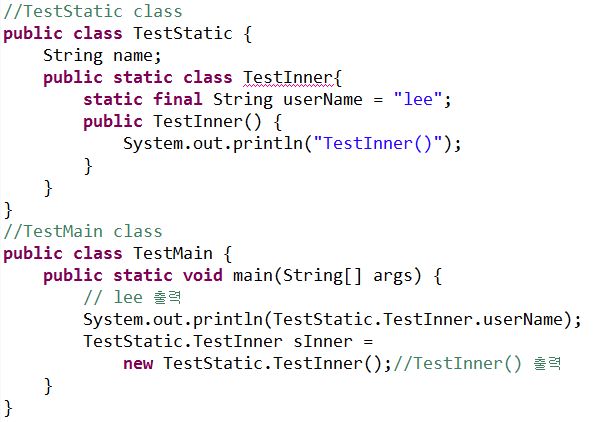 //TestStatic class
public class TestStatic {
    String name;
    public static class TestInner{
        static final String userName = "lee";
        public TestInner() {
            System.out.println("TestInner()");
        }
    }
}
//TestMain class
public class TestMain {
    public static void main(String[] args) {
        // lee 출력
        System.out.println(TestStatic.TestInner.userName);
        TestStatic.TestInner sInner =
            new TestStatic.TestInner();//TestInner() 출력
    }
}